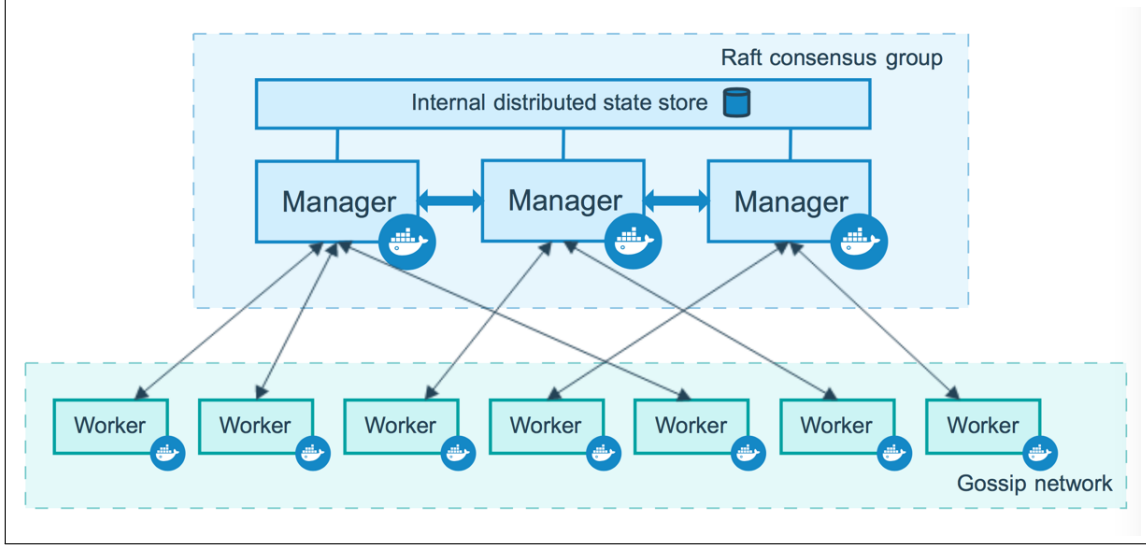 Raft consensus group
Internal distributed state store
Manager
Manager
Manager
Worker
Worker
Worker
Worker
Worker
Worker
Worker
Gossip network